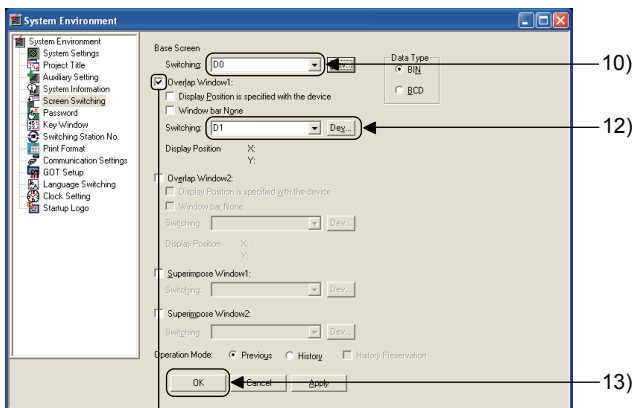 System Environment
System Environment
System Settings
Project Title
Auxiliary Setting
System Information
Screen Switching
Password
Key Window
Switching Station No.
Print Format
Communication Settings
GOT Setup
Language Switching
Clock Setting
Startup Logo
Base Screen
Switching: D0 Dev... 10)
Data Type
BIN
BCD
Overlap Window1:
Display Position is specified with the device
Window bar None
Switching: D1 Dev... 12)
Display Position X:
Y:
Overlap Window2:
Display Position is specified with the device
Window bar None
Switching: Dev...
Display Position X:
Y:
Superimpose Window1:
Switching: Dev...
Superimpose Window2:
Switching: Dev...
Operation Mode: Previous History History Preservation
OK Cancel Apply 13)